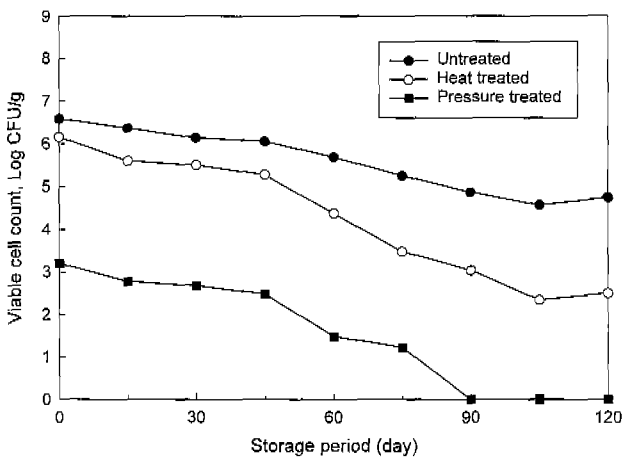 9
8
7
6
5
4
3
2
1
0
Viable cell count, Log CFU/g
Untreated
Heat treated
Pressure treated
0 30 60 90 120
Storage period (day)